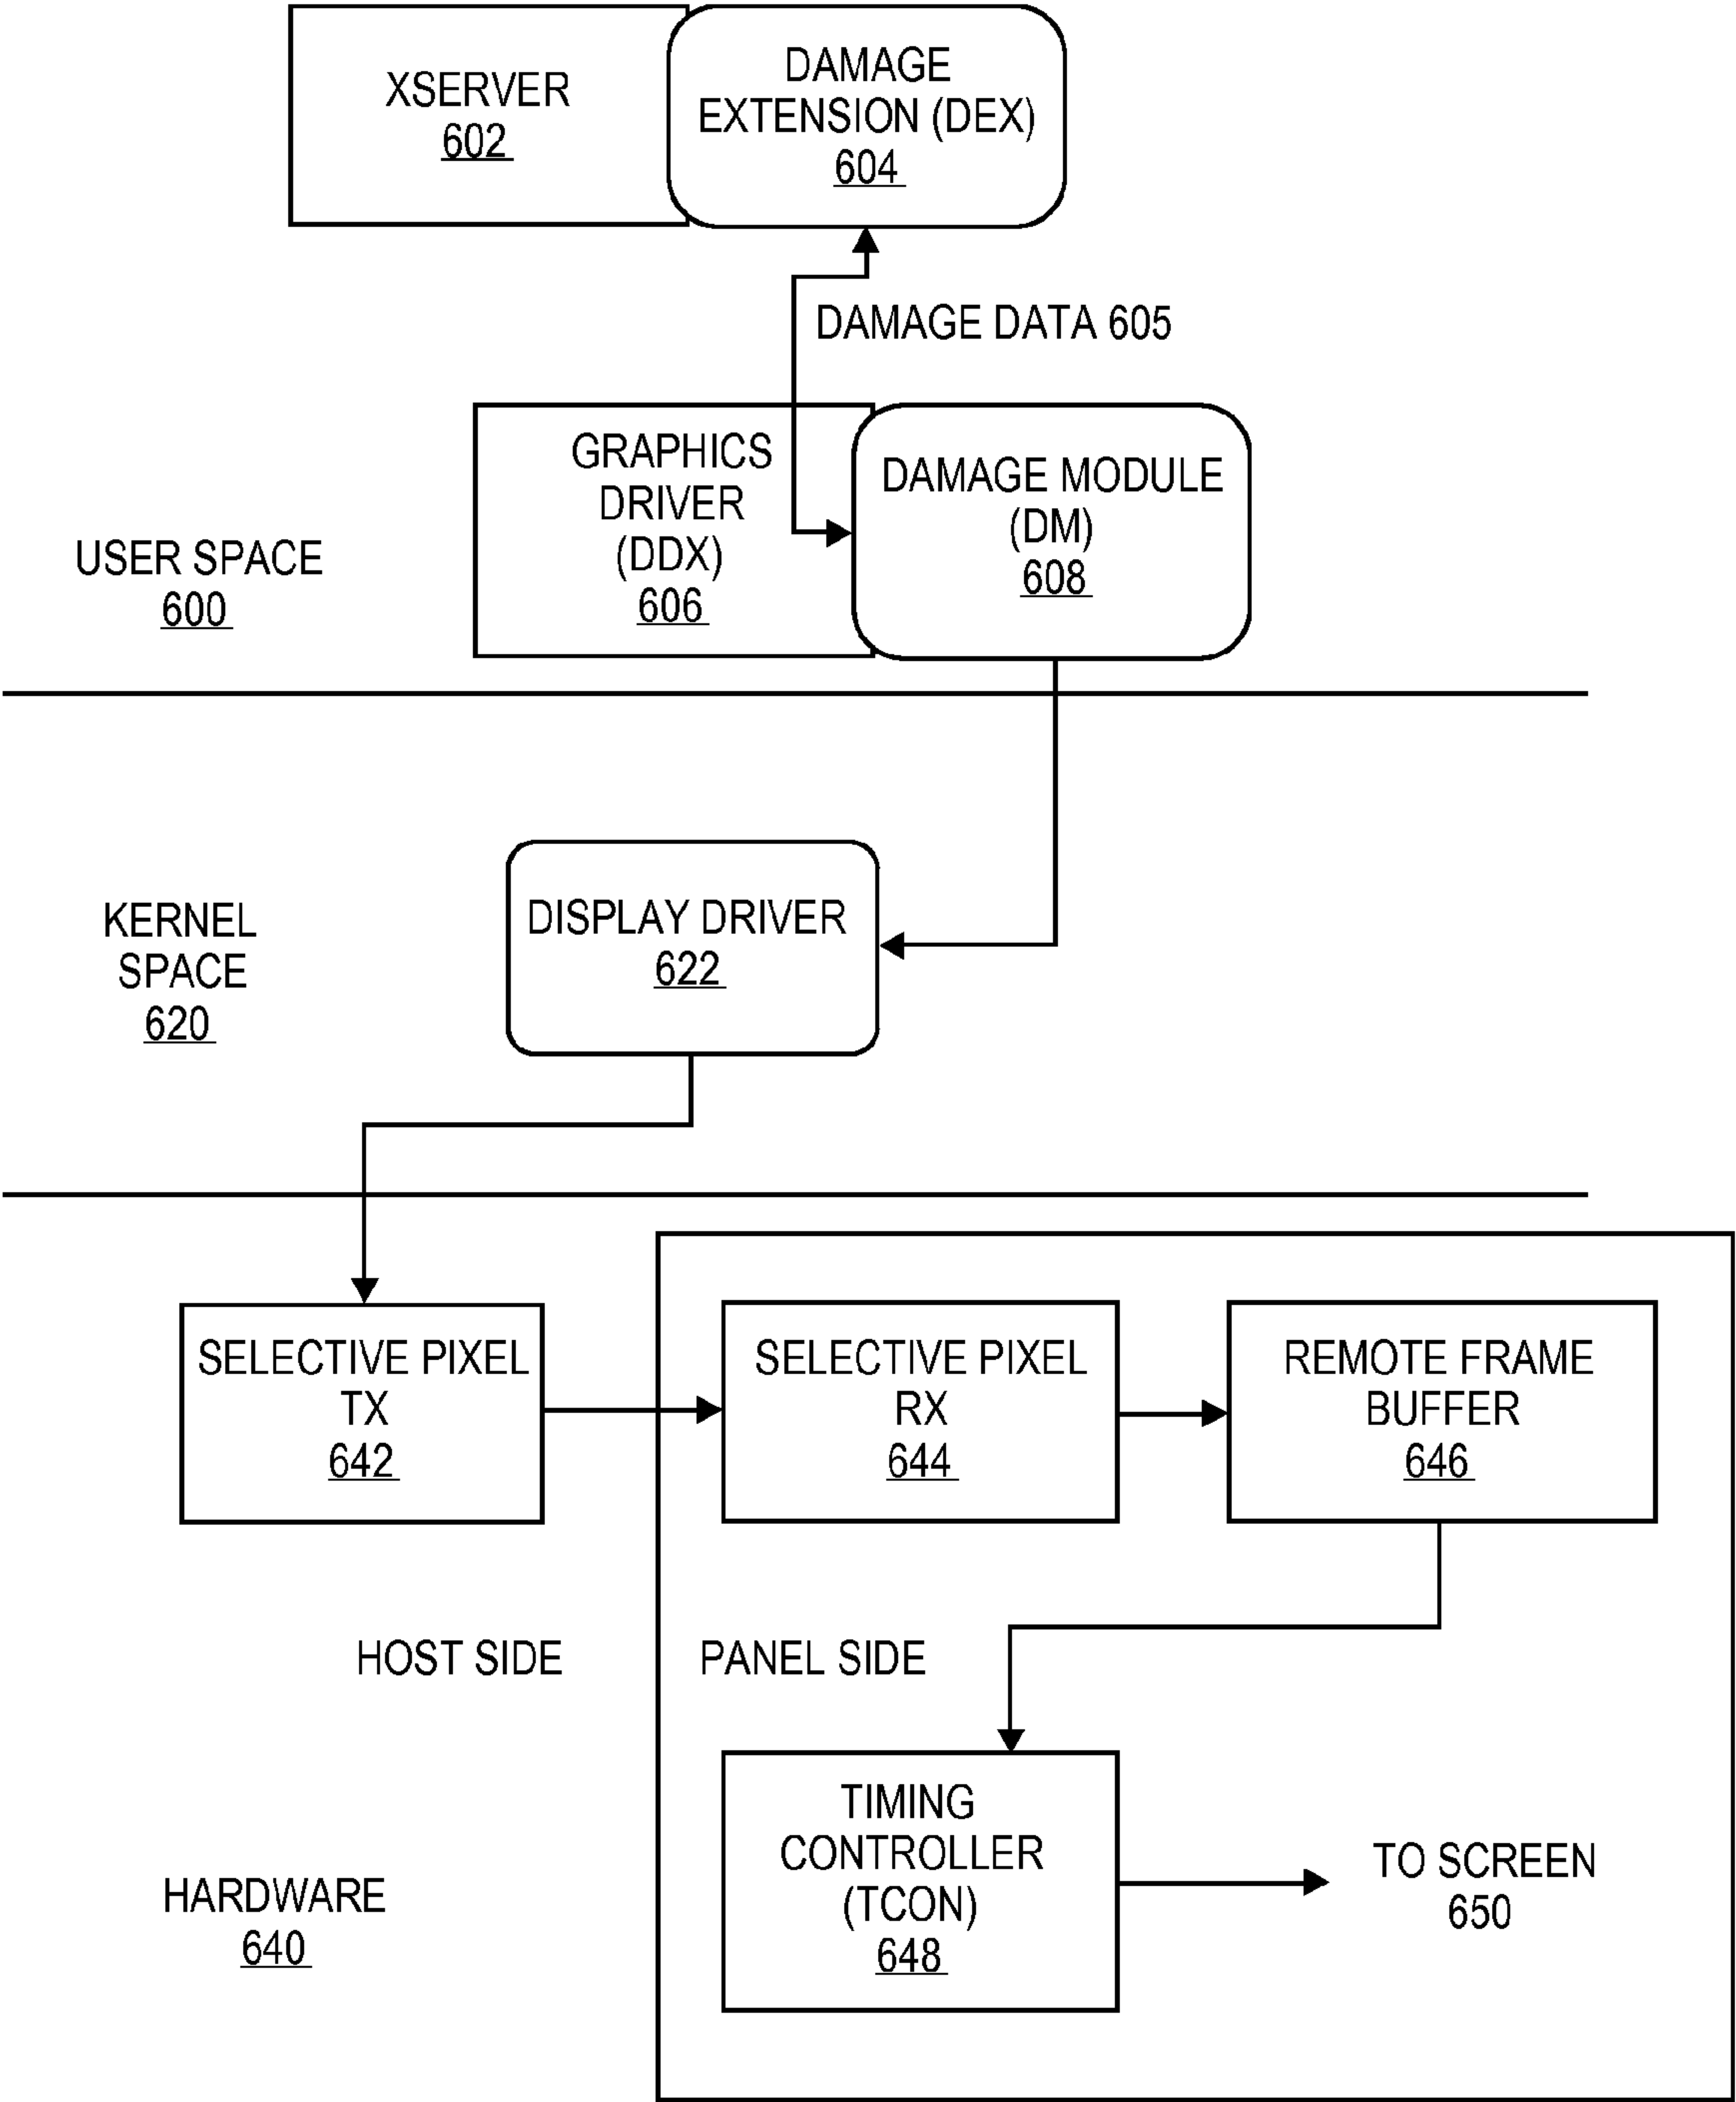 XSERVER
602
DAMAGE
EXTENSION (DEX)
604
DAMAGE DATA 605
GRAPHICS
DRIVER
(DDX)
606
DAMAGE MODULE
(DM)
608
USER SPACE
600
DISPLAY DRIVER
622
KERNEL
SPACE
620
SELECTIVE PIXEL
TX
642
SELECTIVE PIXEL
RX
644
REMOTE FRAME
BUFFER
646
HOST SIDE
PANEL SIDE
TIMING
CONTROLLER
(TCON)
648
TO SCREEN
650
HARDWARE
640